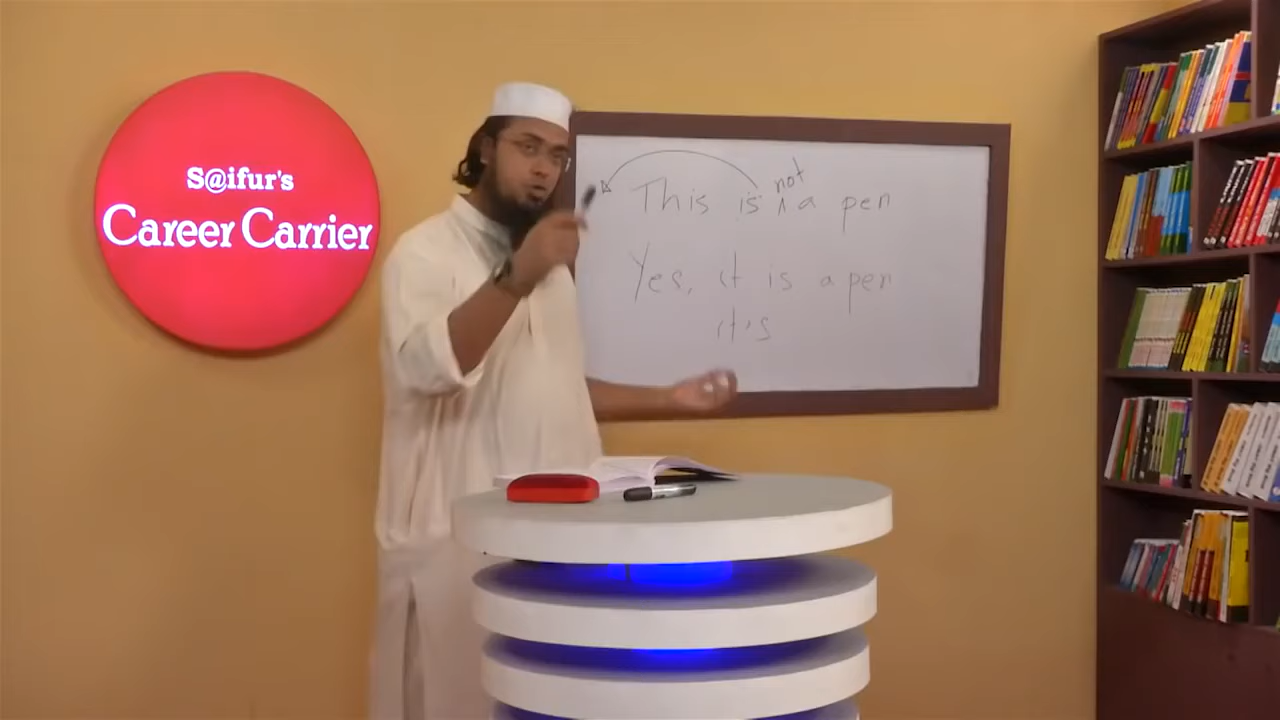 S@ifur's
Career Carrier
not
This is a pen
Yes, it is a pen
it's